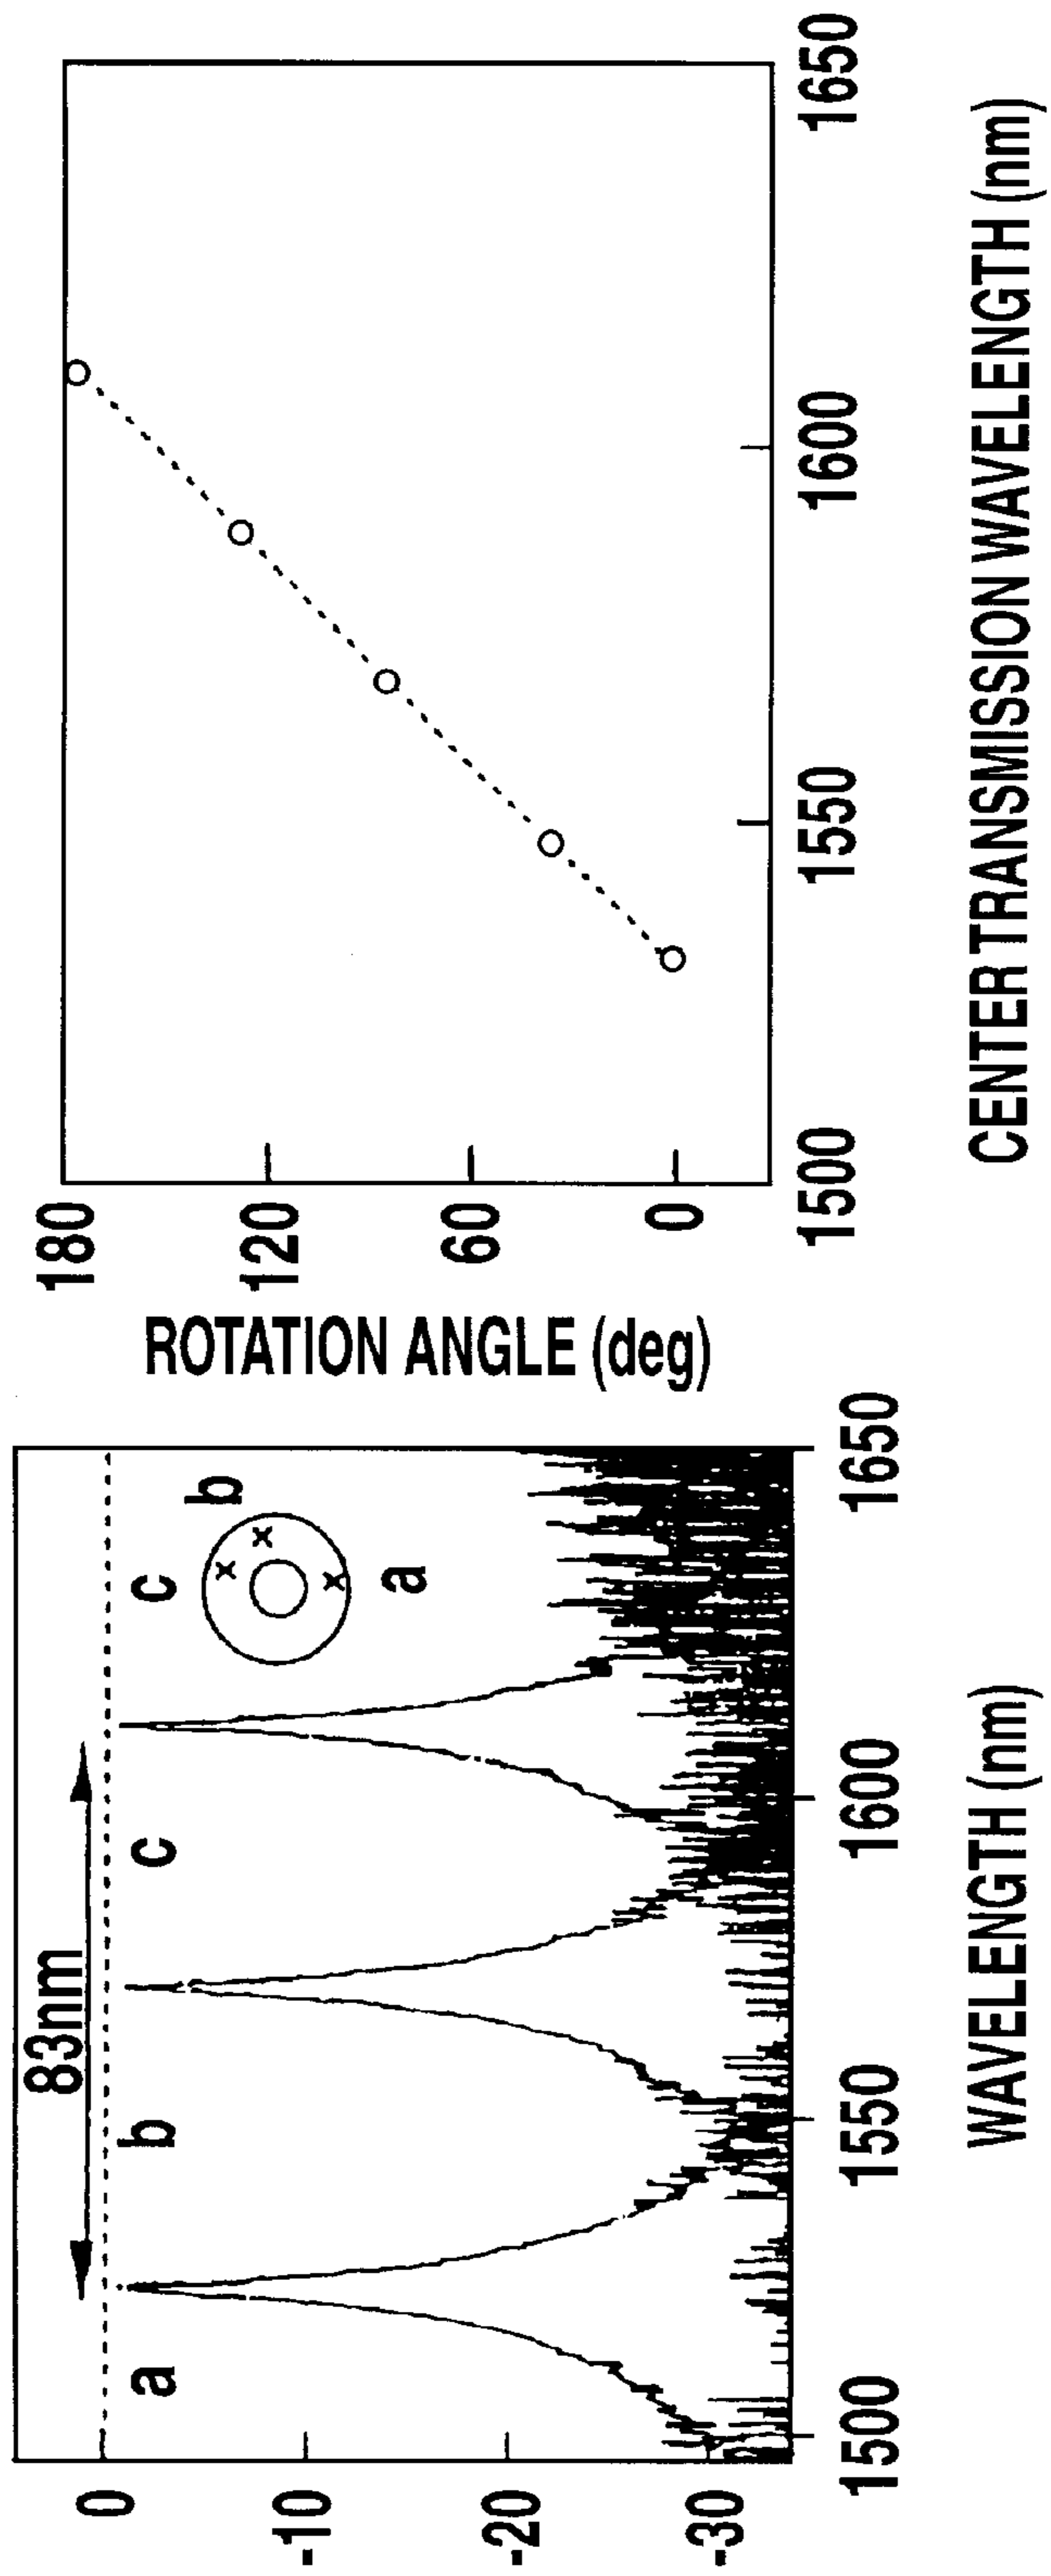 83nm
a
b
c
c
b
a
0
-10
-20
-30
1500
1550
1600
1650
WAVELENGTH (nm)
ROTATION ANGLE (deg)
180
120
60
0
1500
1550
1600
1650
CENTER TRANSMISSION WAVELENGTH (nm)